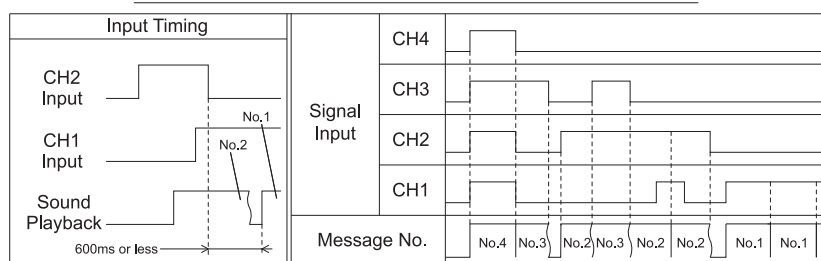 Input Timing
CH2
Input
CH1
Input
Sound
Playback
No.2
No.1
600ms or less
Signal
Input
CH4
CH3
CH2
CH1
Message No.
No.4
No.3
No.2
No.3
No.2
No.2
No.1
No.1